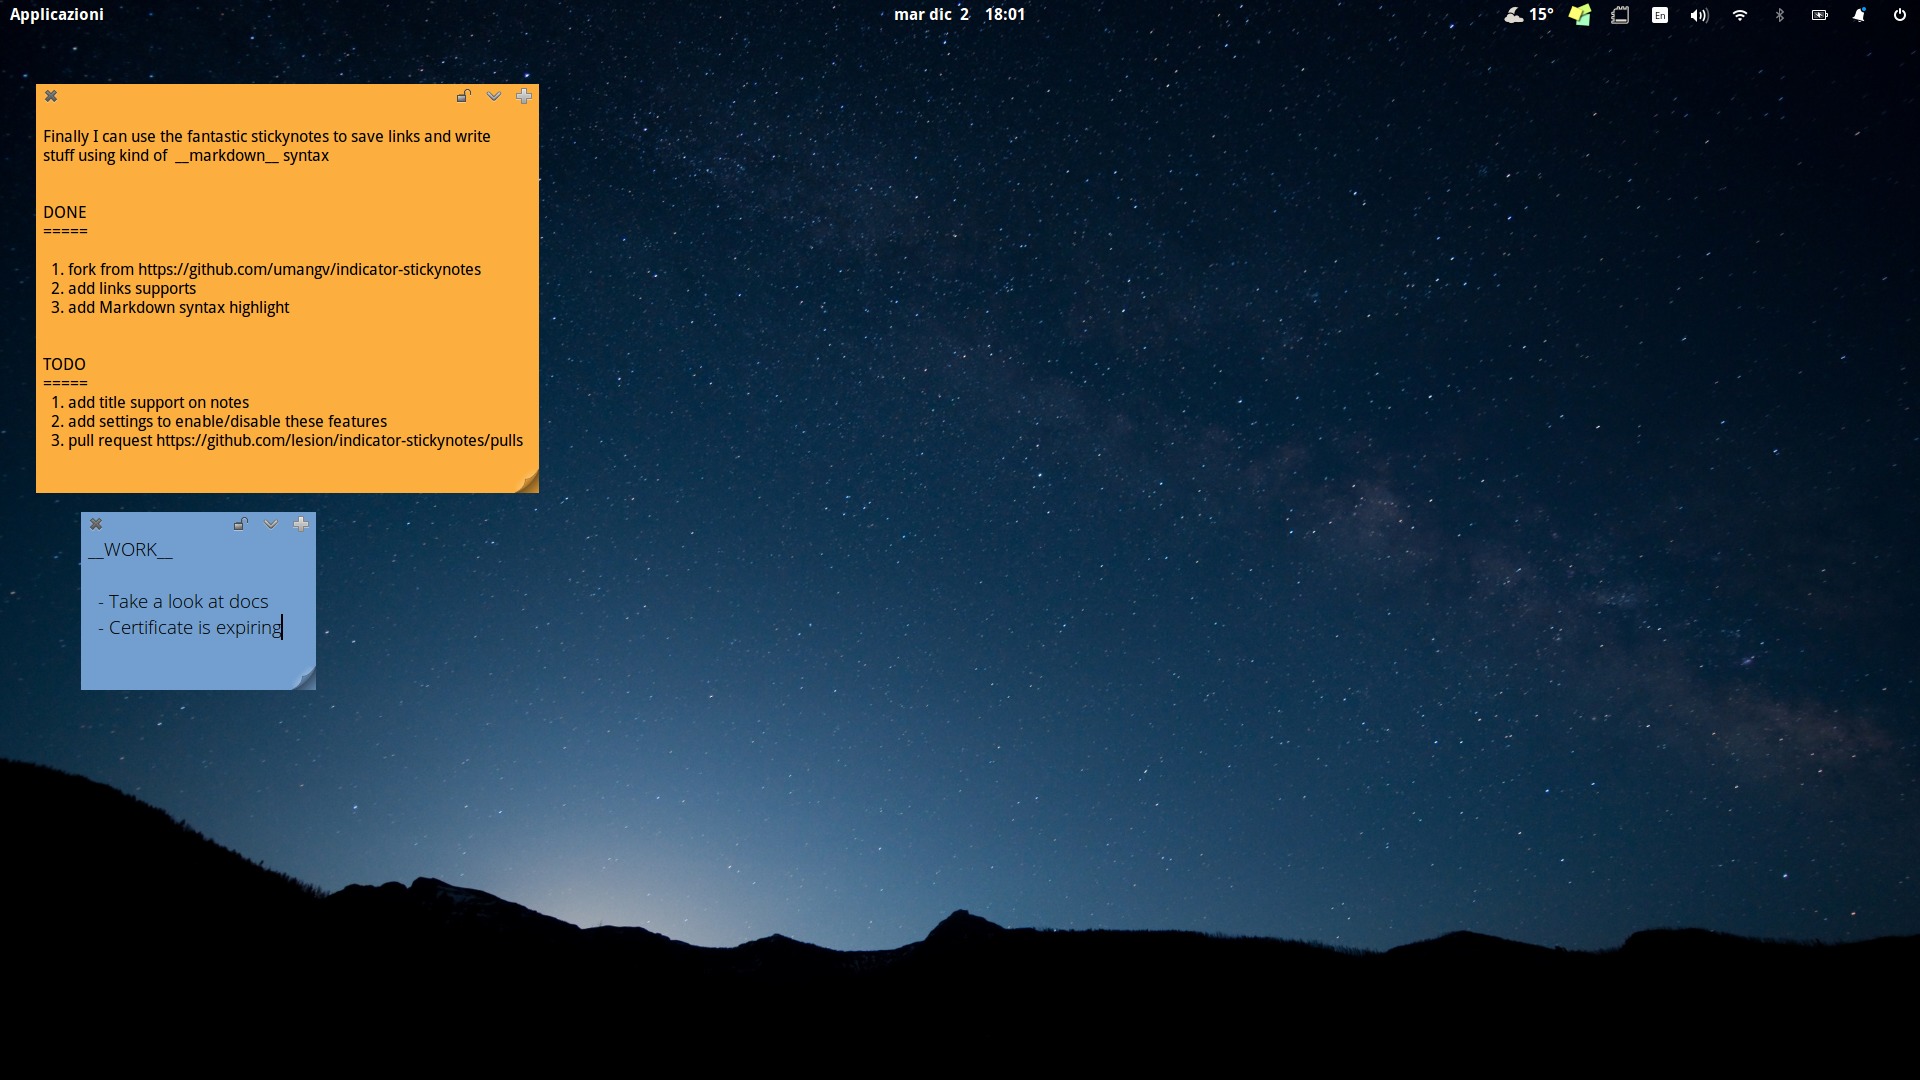 Applicazioni
mar dic 2 18:01
15°
En
Finally I can use the fantastic stickynotes to save links and write
stuff using kind of __markdown__ syntax
DONE
=====
1. fork from https://github.com/umangv/indicator-stickynotes
2. add links supports
3. add Markdown syntax highlight
TODO
=====
1. add title support on notes
2. add settings to enable/disable these features
3. pull request https://github.com/lesion/indicator-stickynotes/pulls
__WORK__
- Take a look at docs
- Certificate is expiring